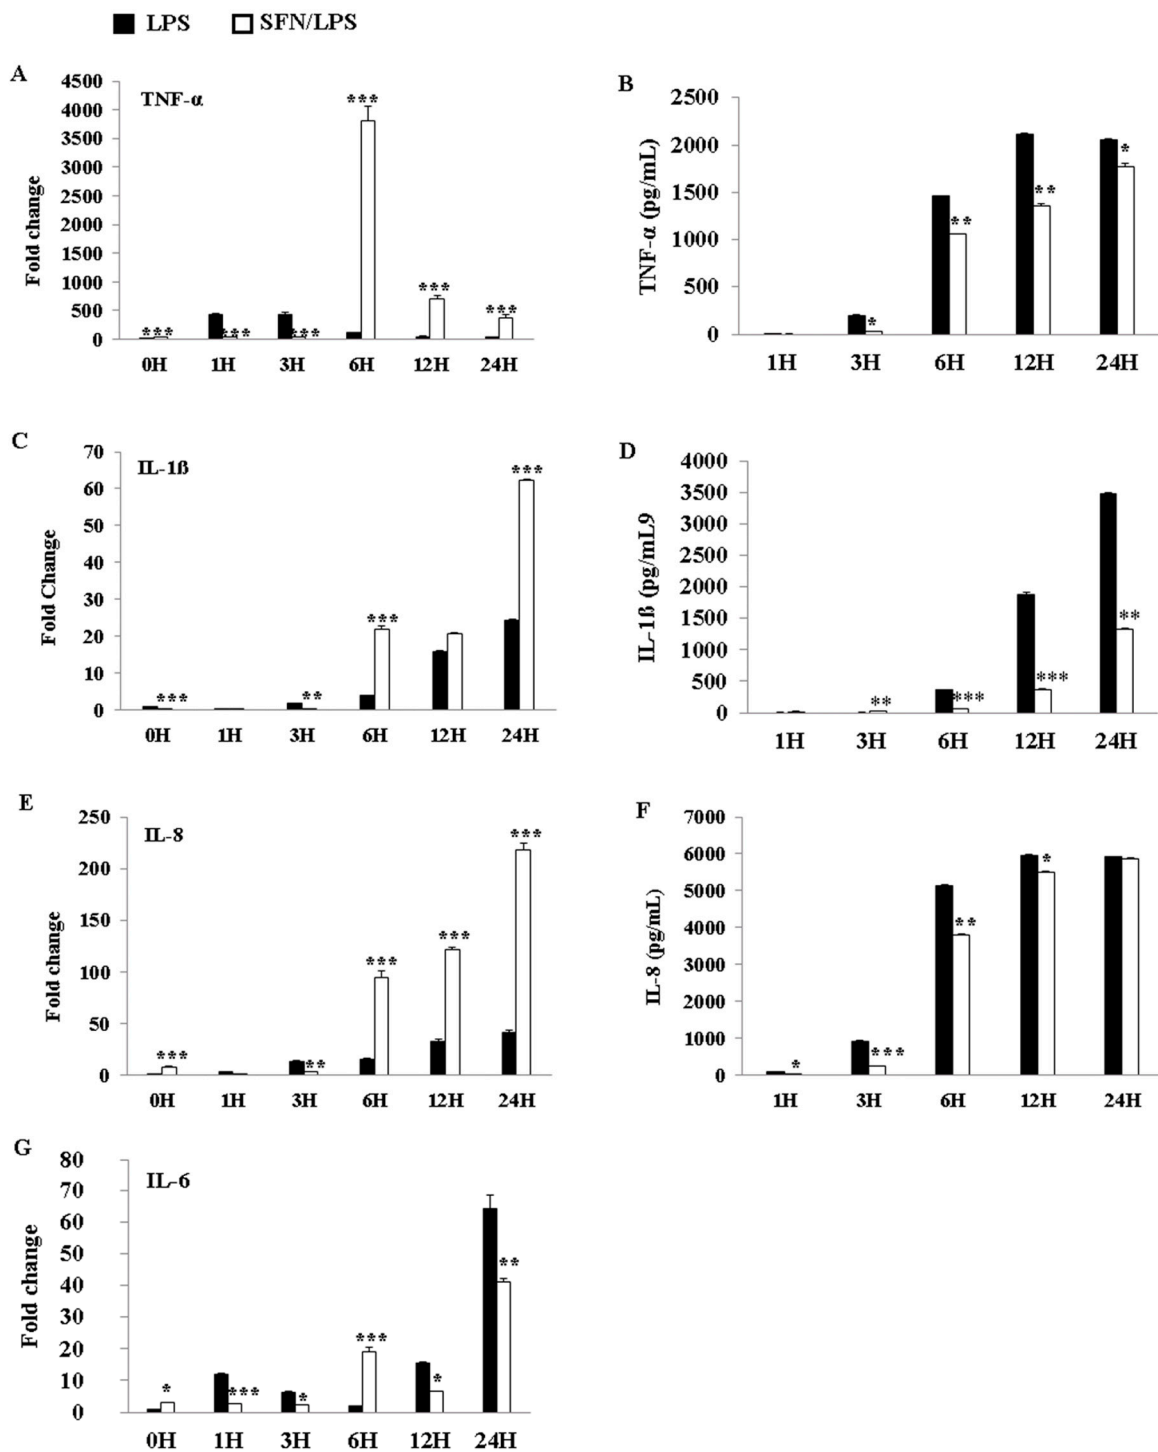 LPS SFN/LPS
A
TNF-α
Fold change
4500
4000
3500
3000
2500
2000
1500
1000
500
0
*** *** *** *** *** ***
0H 1H 3H 6H 12H 24H
B
TNF-α (pg/mL)
2500
2000
1500
1000
500
0
* ** ** *
1H 3H 6H 12H 24H
C
IL-1ß
Fold Change
70
60
50
40
30
20
10
0
*** ** *** ***
0H 1H 3H 6H 12H 24H
D
IL-1ß (pg/mL9
4000
3500
3000
2500
2000
1500
1000
500
0
** *** *** **
1H 3H 6H 12H 24H
E
IL-8
Fold change
250
200
150
100
50
0
*** ** *** *** ***
0H 1H 3H 6H 12H 24H
F
IL-8 (pg/mL)
7000
6000
5000
4000
3000
2000
1000
0
* *** ** *
1H 3H 6H 12H 24H
G
IL-6
Fold change
80
70
60
50
40
30
20
10
0
* *** * *** * **
0H 1H 3H 6H 12H 24H